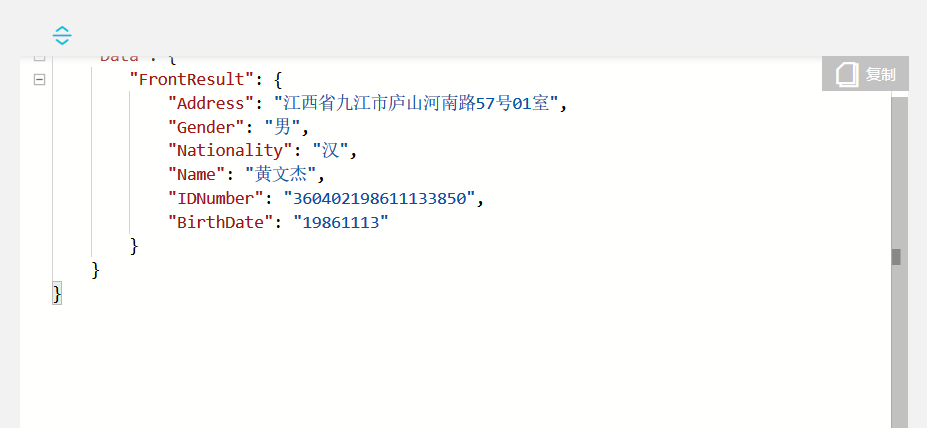 Data": {
"FrontResult": {
"Address": "江西省九江市庐山河南路57号01室",
"Gender": "男",
"Nationality": "汉",
"Name": "黄文杰",
"IDNumber": "360402198611133850",
"BirthDate": "19861113"
}
}
}
复制